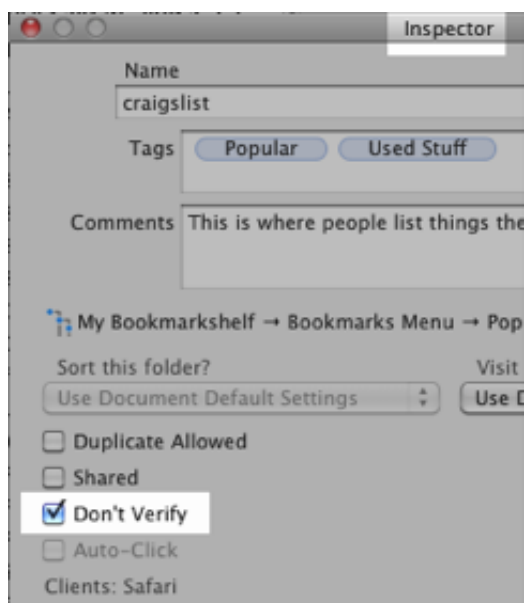 Inspector
Name
craigslist
Tags Popular Used Stuff
Comments This is where people list things the
My Bookmarkshelf → Bookmarks Menu → Pop
Sort this folder? Visit
Use Document Default Settings Use D
Duplicate Allowed
Shared
Don't Verify
Auto-Click
Clients: Safari